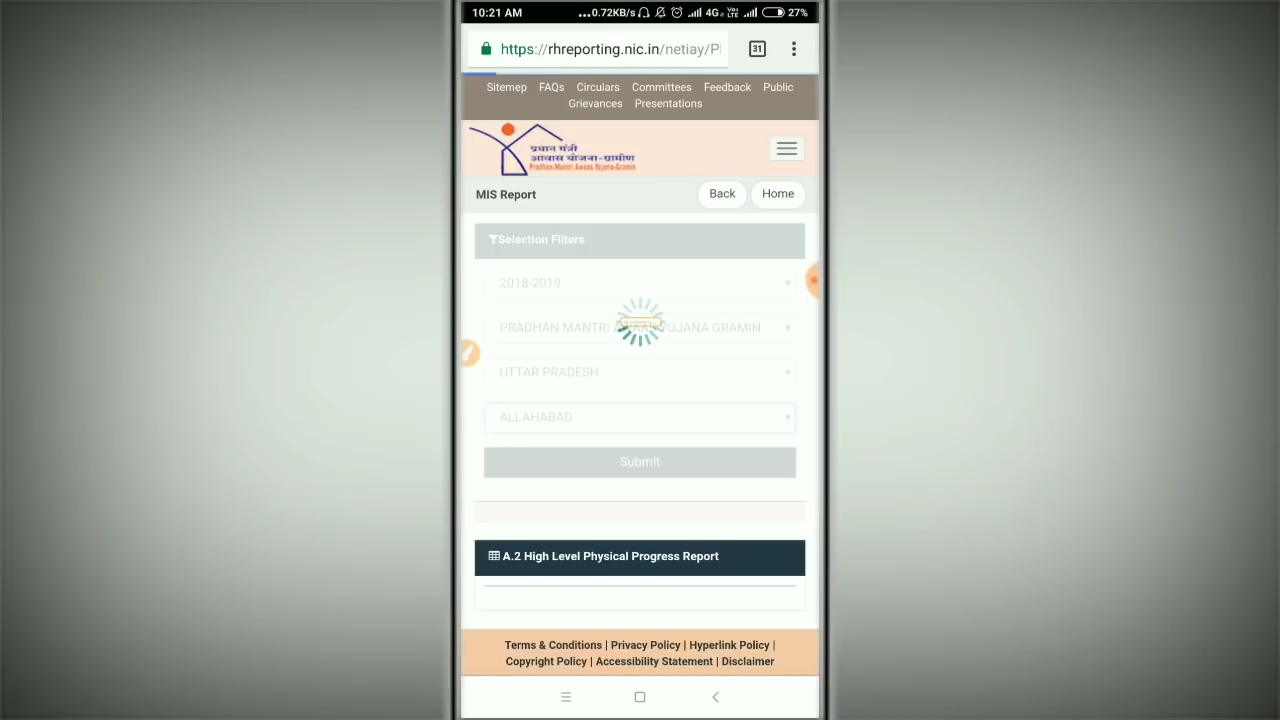 10:21 AM ...0.72KB/s 4G VoLTE 27%
https://rhreporting.nic.in/netiay/P
31
Sitemep FAQs Circulars Committees Feedback Public
Grievances Presentations
प्रधान मंत्री
आवास योजना-ग्रामीण
Pradhan Mantri Awaas Yojana-Gramin
MIS Report Back Home
Selection Filters
2018-2019
PRADHAN MANTRI AWAAS YOJANA GRAMIN
UTTAR PRADESH
ALLAHABAD
Submit
A.2 High Level Physical Progress Report
Terms & Conditions | Privacy Policy | Hyperlink Policy |
Copyright Policy | Accessibility Statement | Disclaimer